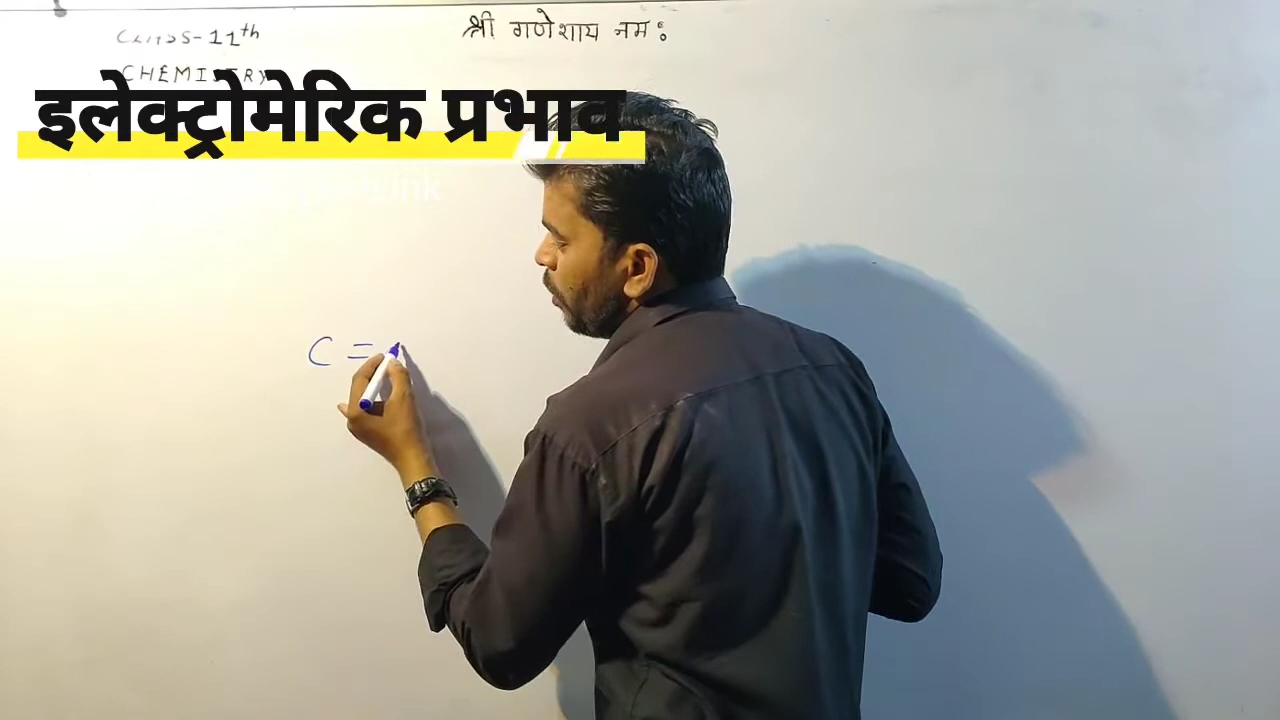 श्री गणेशाय नमः
CLASS-11th
CHEMISTRY
इलेक्ट्रोमेरिक प्रभाव
C =